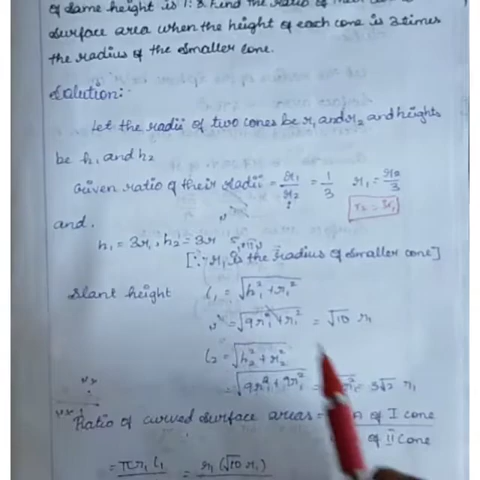 of same height is 1:3. Find the ratio of their
surface area when the height of each cone is 3 times
the radius of the smaller cone.
Solution:-
Let the radii of two cones be r₁ and r₂ and heights
be h₁ and h₂
Given ratio of their radii = r₁/r₂ = 1/3 r₁ = r₂/3
r₂ = 3r₁
and.
h₁ = 3r₁, h₂ = 3r
[∵ r₁ is the radius of smaller cone]
Slant height l₁ = √h₁² + r₁²
= √9r₁² + r₁² = √10 r₁
l₂ = √h₂² + r₂²
= √9r₁² + 9r₁² = 3√2 r₁
Ratio of curved surface areas = A of I cone / of II cone
= πr₁ l₁ = r₁ (√10 r₁)